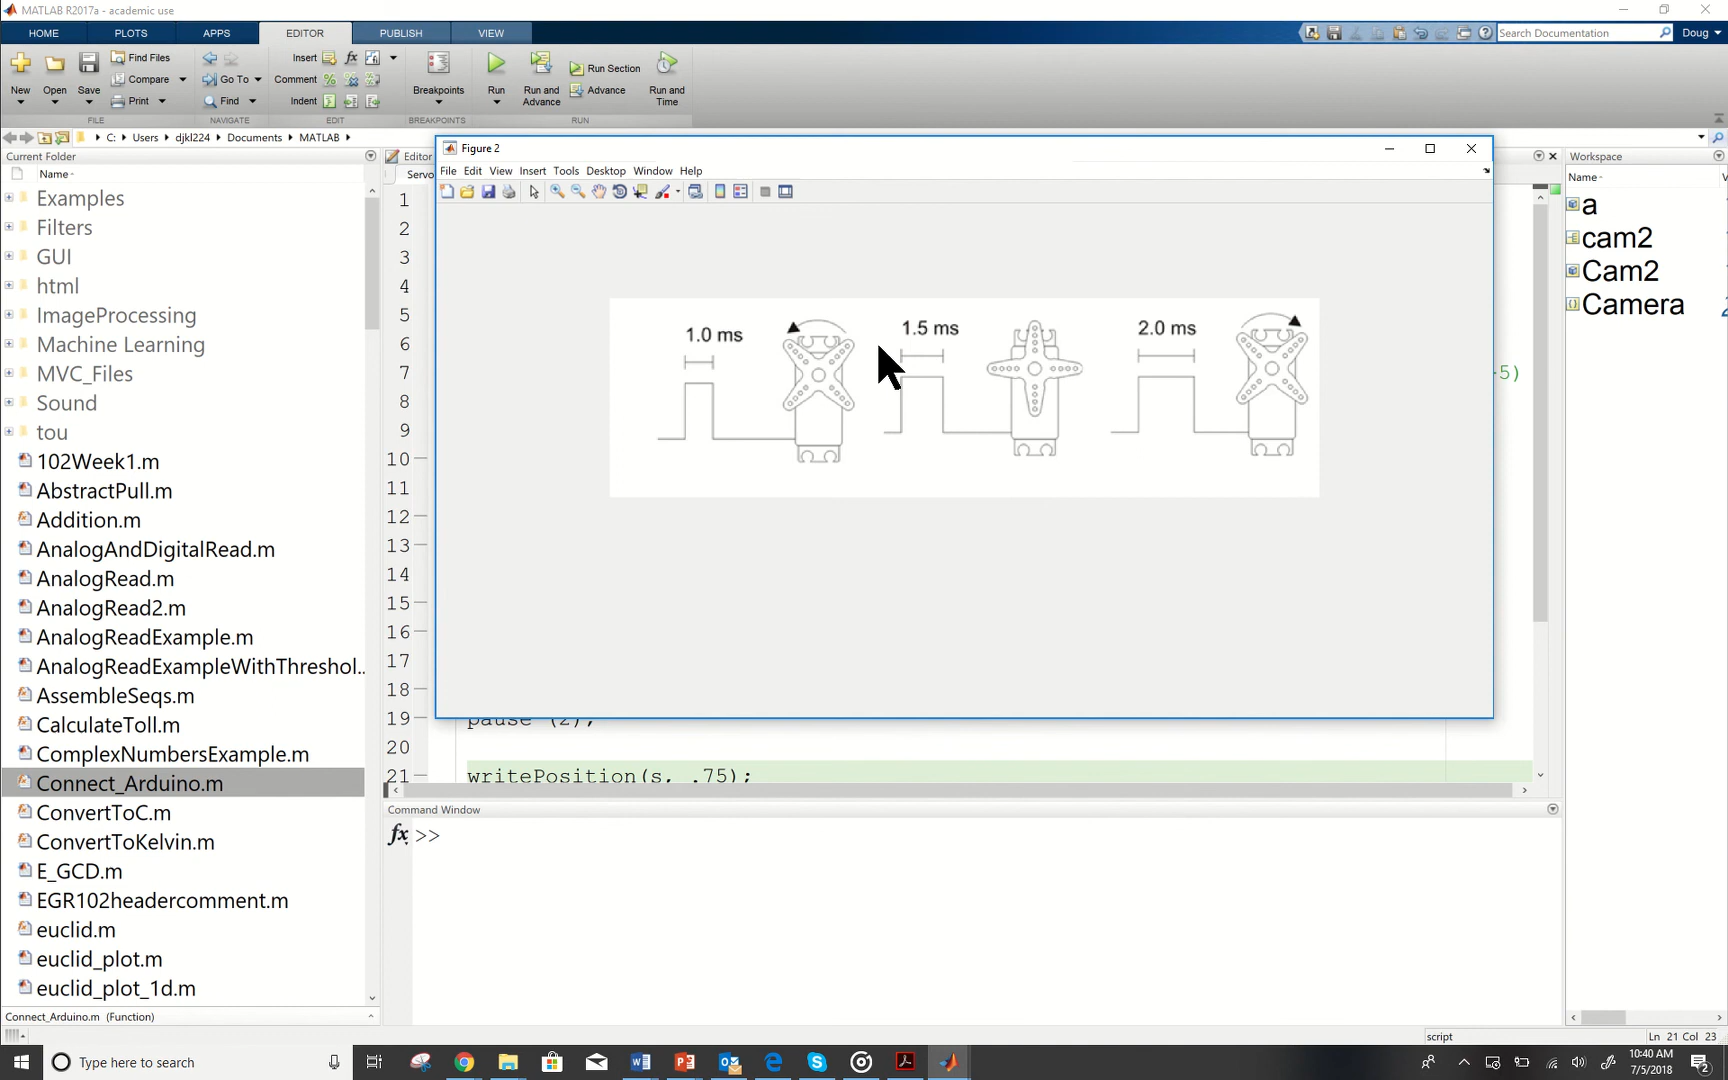 MATLAB R2017a - academic use
HOME PLOTS APPS EDITOR PUBLISH VIEW Search Documentation Doug
New Open Save Find Files Compare Print Go To Find Insert Comment Indent Breakpoints Run Run and Advance Run Section Advance Run and Time
FILE NAVIGATE EDIT BREAKPOINTS RUN
C: Users djkl224 Documents MATLAB
Current Folder
Name
Examples
Filters
GUI
html
ImageProcessing
Machine Learning
MVC_Files
Sound
tou
102Week1.m
AbstractPull.m
Addition.m
AnalogAndDigitalRead.m
AnalogRead.m
AnalogRead2.m
AnalogReadExample.m
AnalogReadExampleWithThreshol..
AssembleSeqs.m
CalculateToll.m
ComplexNumbersExample.m
Connect_Arduino.m
ConvertToC.m
ConvertToKelvin.m
E_GCD.m
EGR102headercomment.m
euclid.m
euclid_plot.m
euclid_plot_1d.m
Connect_Arduino.m (Function)
Editor
Servo
1
2
3
4
5
6
7
8
9
10
11
12
13
14
15
16
17
18
19 pause (2);
20
21 writePosition(s, .75);
-5)
Figure 2
File Edit View Insert Tools Desktop Window Help
1.0 ms 1.5 ms 2.0 ms
Command Window
fx >>
Workspace
Name
a
cam2
Cam2
Camera
script Ln 21 Col 23
Type here to search
10:40 AM
7/5/2018
2